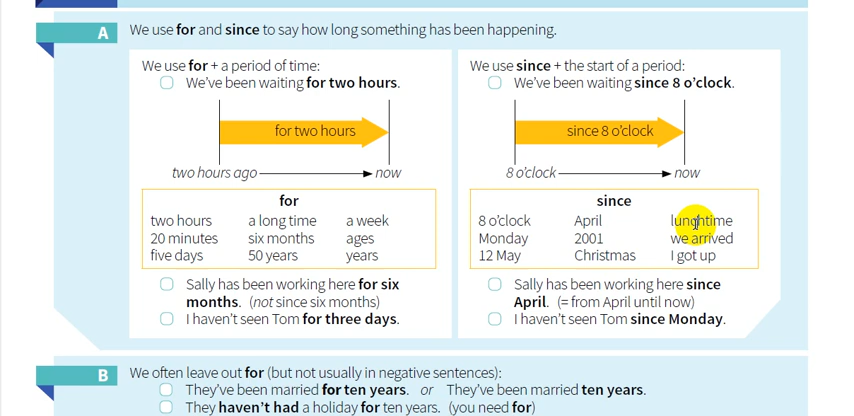 A We use for and since to say how long something has been happening.
We use for + a period of time:
We've been waiting for two hours.
for two hours
two hours ago now
for
two hours a long time a week
20 minutes six months ages
five days 50 years years
Sally has been working here for six
months. (not since six months)
I haven't seen Tom for three days.
We use since + the start of a period:
We've been waiting since 8 o'clock.
since 8 o'clock
8 o'clock now
since
8 o'clock April lunchtime
Monday 2001 we arrived
12 May Christmas I got up
Sally has been working here since
April. (= from April until now)
I haven't seen Tom since Monday.
B We often leave out for (but not usually in negative sentences):
They've been married for ten years. or They've been married ten years.
They haven't had a holiday for ten years. (you need for)